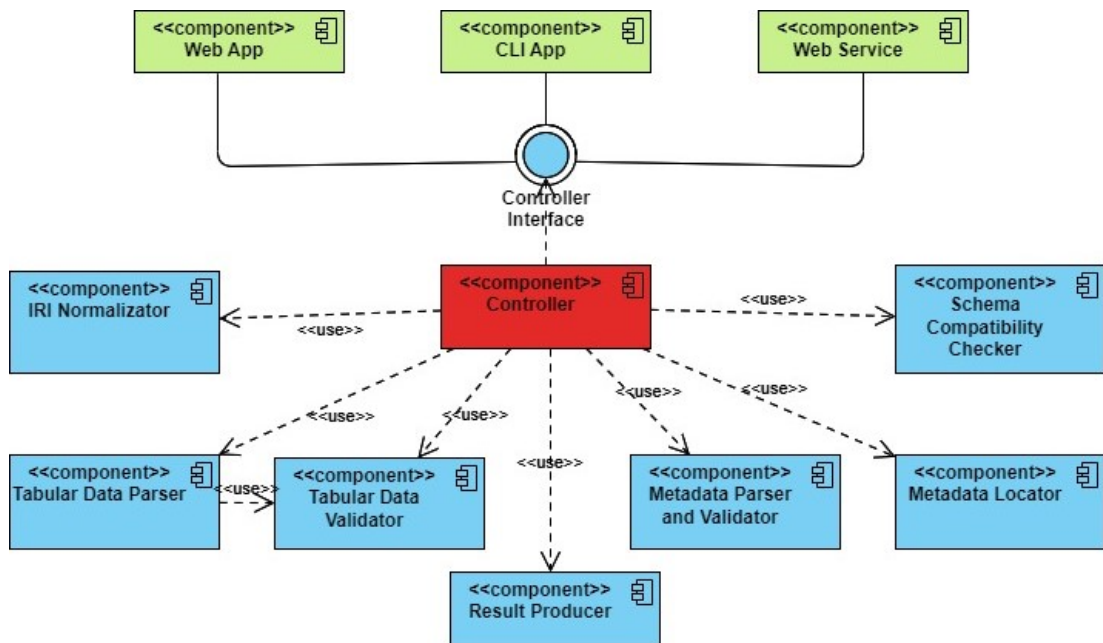 <<component>>
Web App
<<component>>
CLI App
<<component>>
Web Service
Controller
Interface
<<component>>
IRI Normalizator
<<component>>
Controller
<<component>>
Schema
Compatibility
Checker
<<use>>
<<use>>
<<use>>
<<use>>
<<use>>
<<use>>
<<use>>
<<component>>
Tabular Data Parser
<<use>>
<<component>>
Tabular Data
Validator
<<component>>
Metadata Parser
and Validator
<<component>>
Metadata Locator
<<component>>
Result Producer